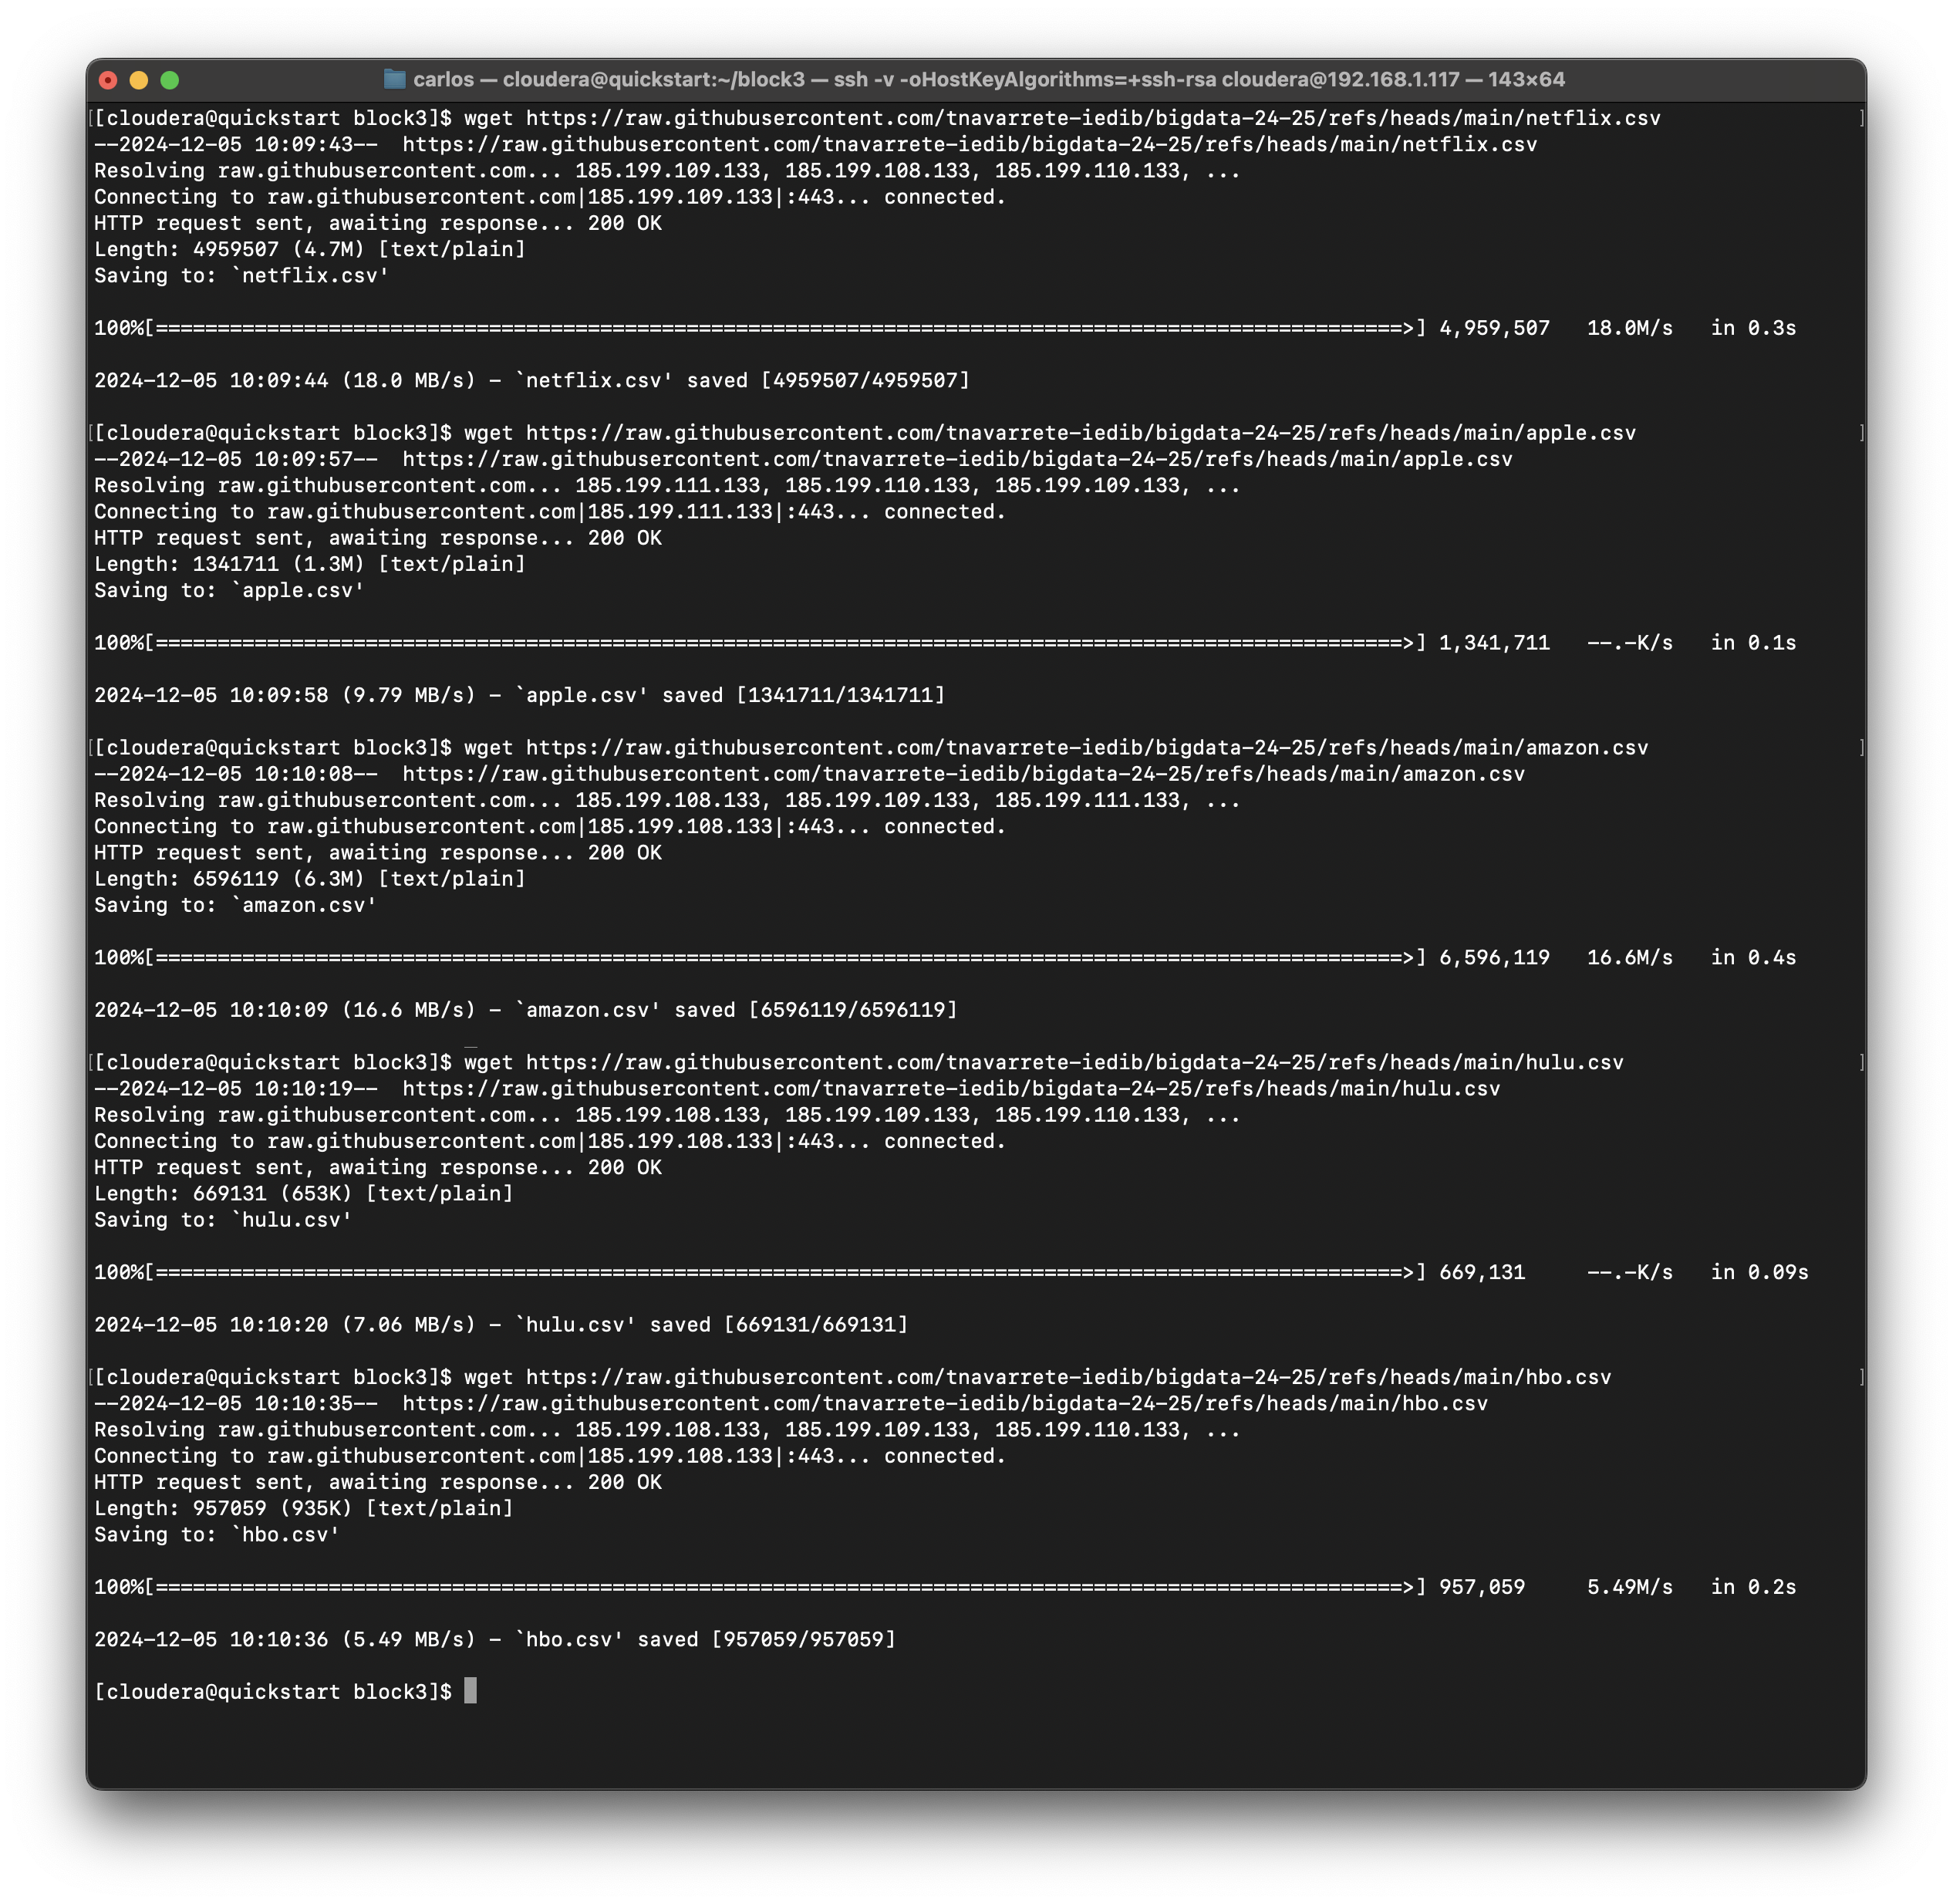 carlos — cloudera@quickstart:~/block3 — ssh -v -oHostKeyAlgorithms=+ssh-rsa cloudera@192.168.1.117 — 143×64
[[cloudera@quickstart block3]$ wget https://raw.githubusercontent.com/tnavarrete-iedib/bigdata-24-25/refs/heads/main/netflix.csv ]
--2024-12-05 10:09:43--  https://raw.githubusercontent.com/tnavarrete-iedib/bigdata-24-25/refs/heads/main/netflix.csv
Resolving raw.githubusercontent.com... 185.199.109.133, 185.199.108.133, 185.199.110.133, ...
Connecting to raw.githubusercontent.com|185.199.109.133|:443... connected.
HTTP request sent, awaiting response... 200 OK
Length: 4959507 (4.7M) [text/plain]
Saving to: `netflix.csv'
100%[=====================================================================================================>] 4,959,507   18.0M/s   in 0.3s
2024-12-05 10:09:44 (18.0 MB/s) - `netflix.csv' saved [4959507/4959507]
[[cloudera@quickstart block3]$ wget https://raw.githubusercontent.com/tnavarrete-iedib/bigdata-24-25/refs/heads/main/apple.csv ]
--2024-12-05 10:09:57--  https://raw.githubusercontent.com/tnavarrete-iedib/bigdata-24-25/refs/heads/main/apple.csv
Resolving raw.githubusercontent.com... 185.199.111.133, 185.199.110.133, 185.199.109.133, ...
Connecting to raw.githubusercontent.com|185.199.111.133|:443... connected.
HTTP request sent, awaiting response... 200 OK
Length: 1341711 (1.3M) [text/plain]
Saving to: `apple.csv'
100%[=====================================================================================================>] 1,341,711   --.-K/s   in 0.1s
2024-12-05 10:09:58 (9.79 MB/s) - `apple.csv' saved [1341711/1341711]
[[cloudera@quickstart block3]$ wget https://raw.githubusercontent.com/tnavarrete-iedib/bigdata-24-25/refs/heads/main/amazon.csv ]
--2024-12-05 10:10:08--  https://raw.githubusercontent.com/tnavarrete-iedib/bigdata-24-25/refs/heads/main/amazon.csv
Resolving raw.githubusercontent.com... 185.199.108.133, 185.199.109.133, 185.199.111.133, ...
Connecting to raw.githubusercontent.com|185.199.108.133|:443... connected.
HTTP request sent, awaiting response... 200 OK
Length: 6596119 (6.3M) [text/plain]
Saving to: `amazon.csv'
100%[=====================================================================================================>] 6,596,119   16.6M/s   in 0.4s
2024-12-05 10:10:09 (16.6 MB/s) - `amazon.csv' saved [6596119/6596119]
[[cloudera@quickstart block3]$ wget https://raw.githubusercontent.com/tnavarrete-iedib/bigdata-24-25/refs/heads/main/hulu.csv ]
--2024-12-05 10:10:19--  https://raw.githubusercontent.com/tnavarrete-iedib/bigdata-24-25/refs/heads/main/hulu.csv
Resolving raw.githubusercontent.com... 185.199.108.133, 185.199.109.133, 185.199.110.133, ...
Connecting to raw.githubusercontent.com|185.199.108.133|:443... connected.
HTTP request sent, awaiting response... 200 OK
Length: 669131 (653K) [text/plain]
Saving to: `hulu.csv'
100%[=====================================================================================================>] 669,131     --.-K/s   in 0.09s
2024-12-05 10:10:20 (7.06 MB/s) - `hulu.csv' saved [669131/669131]
[[cloudera@quickstart block3]$ wget https://raw.githubusercontent.com/tnavarrete-iedib/bigdata-24-25/refs/heads/main/hbo.csv ]
--2024-12-05 10:10:35--  https://raw.githubusercontent.com/tnavarrete-iedib/bigdata-24-25/refs/heads/main/hbo.csv
Resolving raw.githubusercontent.com... 185.199.108.133, 185.199.109.133, 185.199.110.133, ...
Connecting to raw.githubusercontent.com|185.199.108.133|:443... connected.
HTTP request sent, awaiting response... 200 OK
Length: 957059 (935K) [text/plain]
Saving to: `hbo.csv'
100%[=====================================================================================================>] 957,059     5.49M/s   in 0.2s
2024-12-05 10:10:36 (5.49 MB/s) - `hbo.csv' saved [957059/957059]
[cloudera@quickstart block3]$